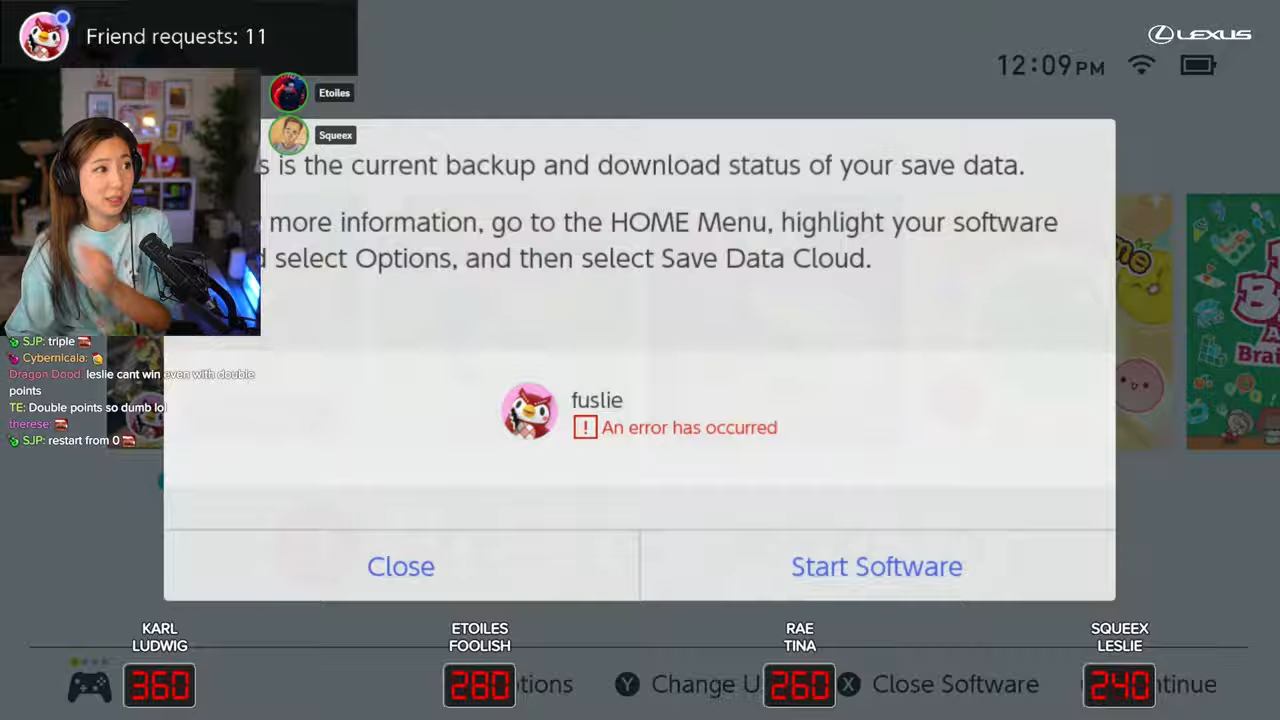 Friend requests: 11
LEXUS
12:09 PM
Etoiles
Squeex
s is the current backup and download status of your save data.
more information, go to the HOME Menu, highlight your software
d select Options, and then select Save Data Cloud.
fuslie
! An error has occurred
SJP: triple
Cybernicala:
Dragon Dood: leslie cant win even with double
points
TE: Double points so dumb lol
therese:
SJP: restart from 0
Close
Start Software
KARL
LUDWIG
360
ETOILES
FOOLISH
280
RAE
TINA
260
SQUEEX
LESLIE
240
tions
Y Change U
X Close Software
ntinue